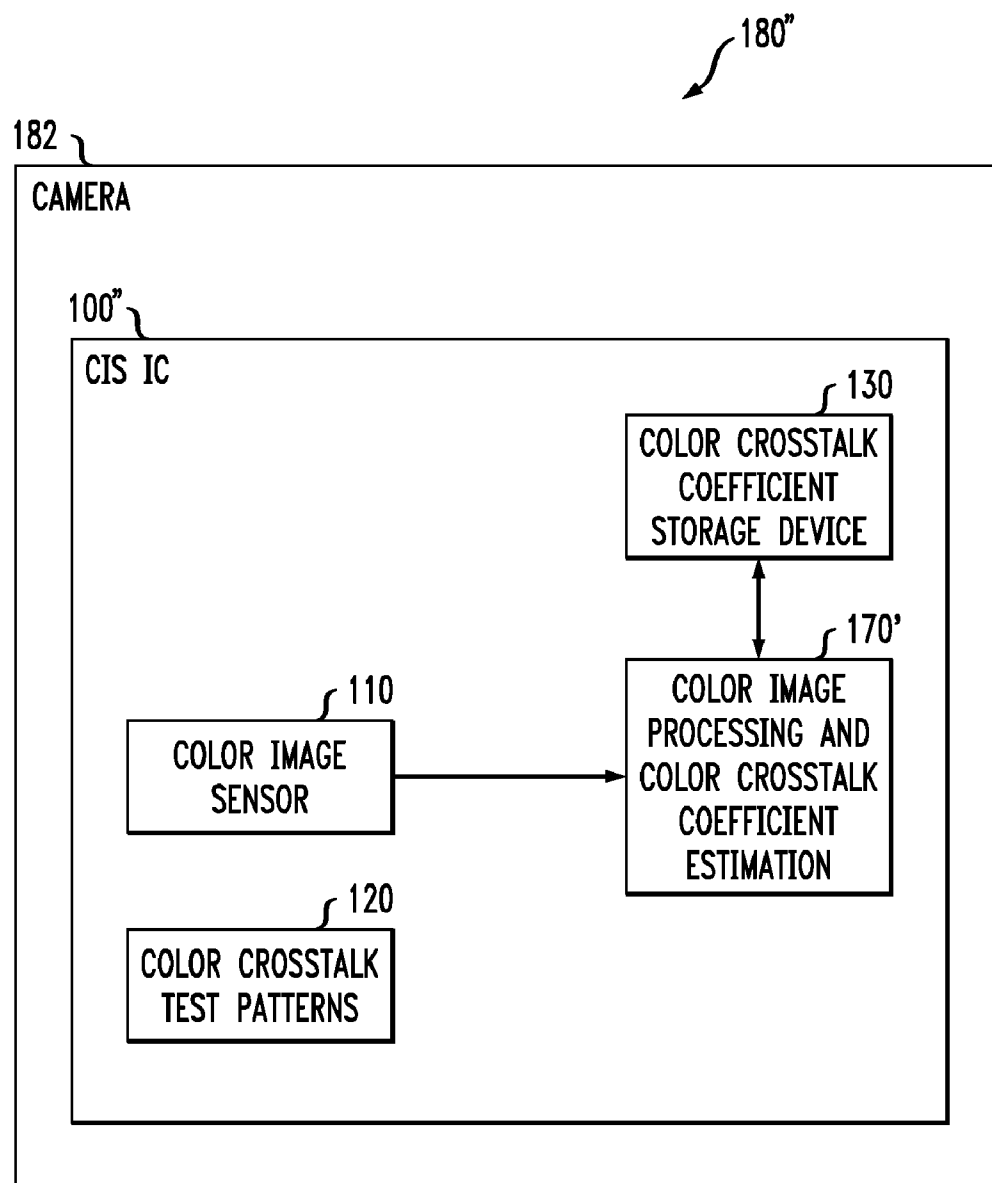 180”
182
CAMERA
100”
CIS IC
130
COLOR CROSSTALK
COEFFICIENT
STORAGE DEVICE
170’
COLOR IMAGE
PROCESSING AND
COLOR CROSSTALK
COEFFICIENT
ESTIMATION
110
COLOR IMAGE
SENSOR
120
COLOR CROSSTALK
TEST PATTERNS